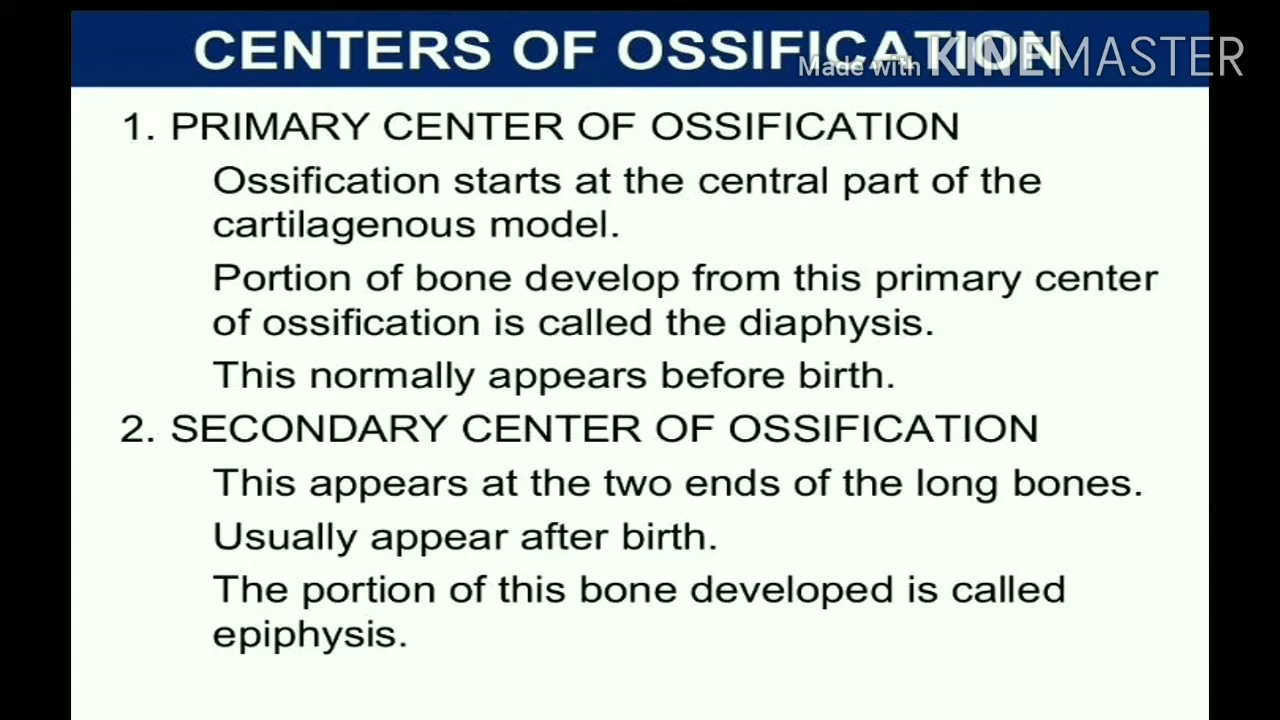 CENTERS OF OSSIFICATION
Made with KINEMASTER
1. PRIMARY CENTER OF OSSIFICATION
Ossification starts at the central part of the
cartilagenous model.
Portion of bone develop from this primary center
of ossification is called the diaphysis.
This normally appears before birth.
2. SECONDARY CENTER OF OSSIFICATION
This appears at the two ends of the long bones.
Usually appear after birth.
The portion of this bone developed is called
epiphysis.